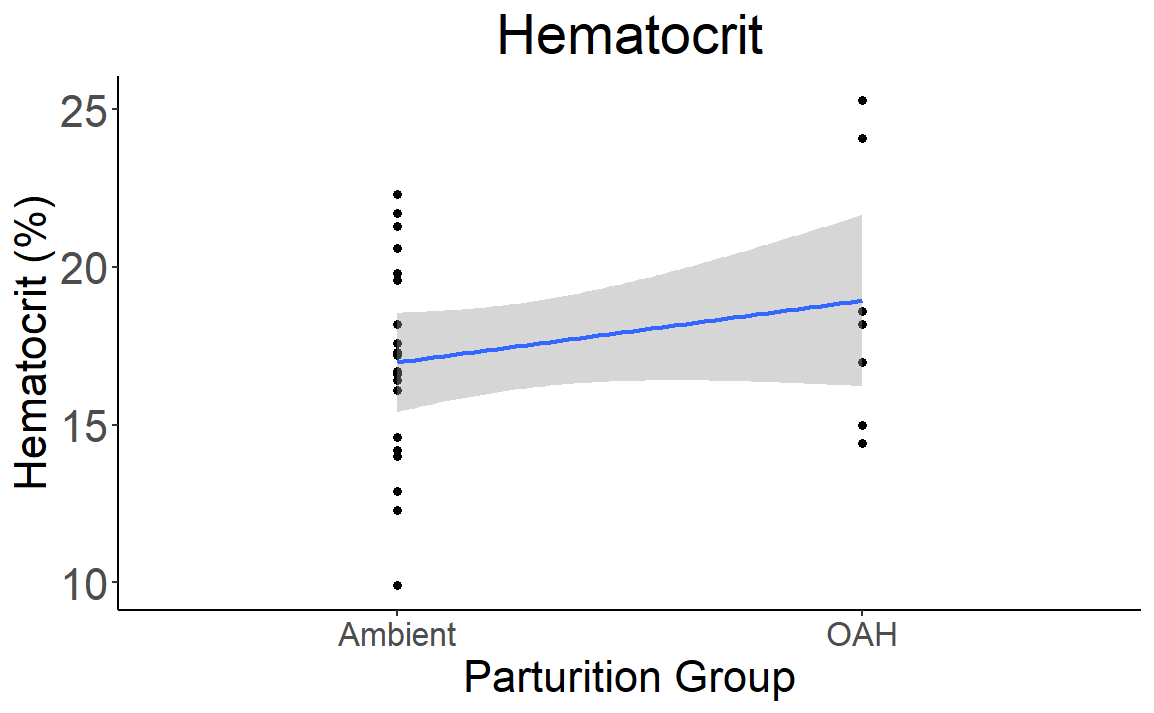 Hematocrit
Hematocrit (%)
25
20
15
10
Ambient
OAH
Parturition Group